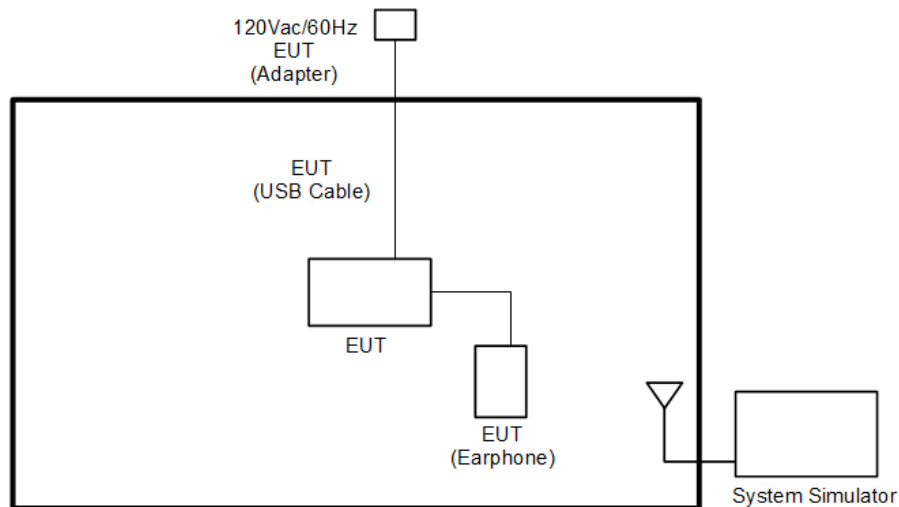 120Vac/60Hz
EUT
(Adapter)
EUT
(USB Cable)
EUT
EUT
(Earphone)
System Simulator